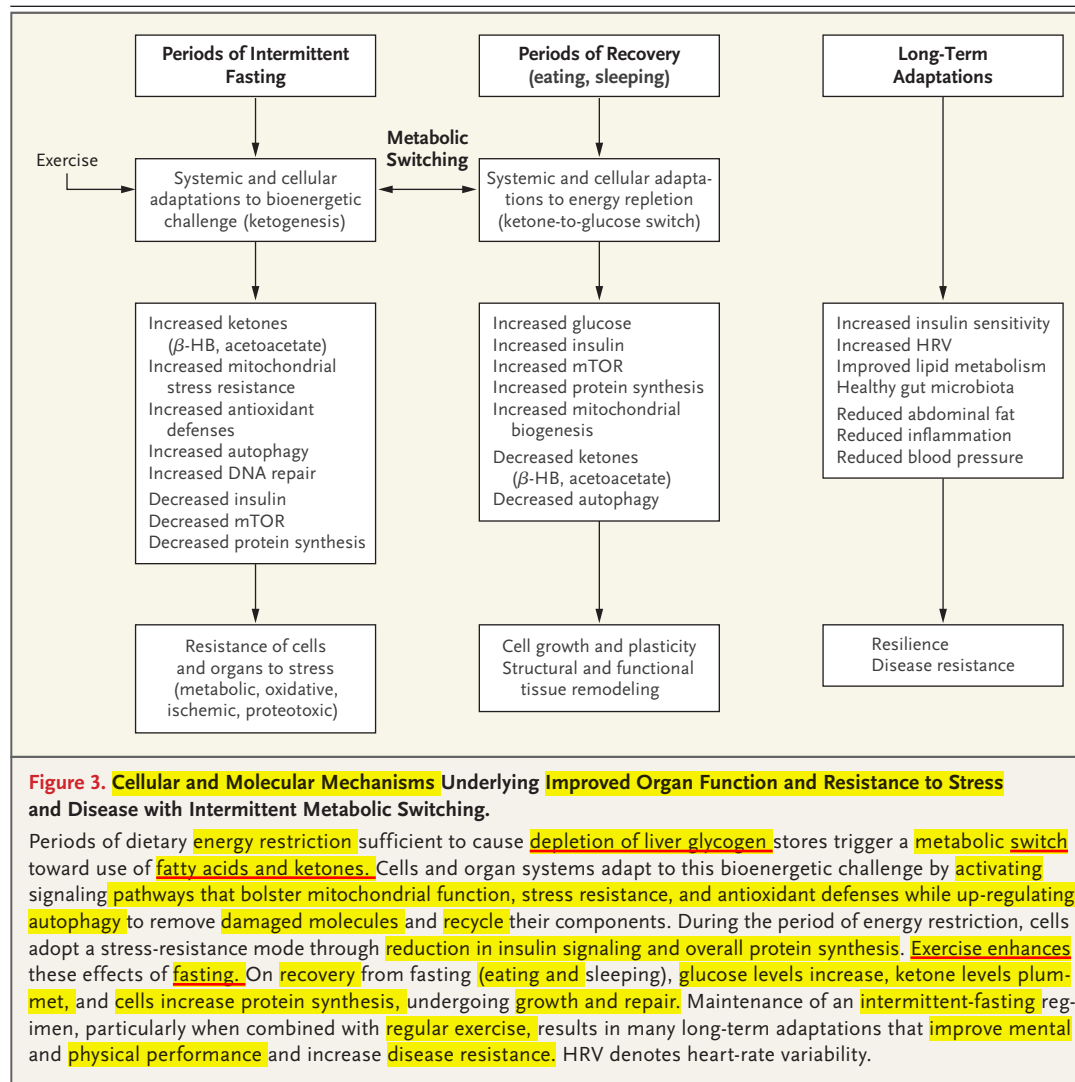 Periods of Intermittent
Fasting
Periods of Recovery
(eating, sleeping)
Long-Term
Adaptations
Exercise
Metabolic
Switching
Systemic and cellular
adaptations to bioenergetic
challenge (ketogenesis)
Systemic and cellular adapta-
tions to energy repletion
(ketone-to-glucose switch)
Increased ketones
(β-HB, acetoacetate)
Increased mitochondrial
stress resistance
Increased antioxidant
defenses
Increased autophagy
Increased DNA repair
Decreased insulin
Decreased mTOR
Decreased protein synthesis
Increased glucose
Increased insulin
Increased mTOR
Increased protein synthesis
Increased mitochondrial
biogenesis
Decreased ketones
(β-HB, acetoacetate)
Decreased autophagy
Increased insulin sensitivity
Increased HRV
Improved lipid metabolism
Healthy gut microbiota
Reduced abdominal fat
Reduced inflammation
Reduced blood pressure
Resistance of cells
and organs to stress
(metabolic, oxidative,
ischemic, proteotoxic)
Cell growth and plasticity
Structural and functional
tissue remodeling
Resilience
Disease resistance
Figure 3. Cellular and Molecular Mechanisms Underlying Improved Organ Function and Resistance to Stress
and Disease with Intermittent Metabolic Switching.
Periods of dietary energy restriction sufficient to cause depletion of liver glycogen stores trigger a metabolic switch
toward use of fatty acids and ketones. Cells and organ systems adapt to this bioenergetic challenge by activating
signaling pathways that bolster mitochondrial function, stress resistance, and antioxidant defenses while up-regulating
autophagy to remove damaged molecules and recycle their components. During the period of energy restriction, cells
adopt a stress-resistance mode through reduction in insulin signaling and overall protein synthesis. Exercise enhances
these effects of fasting. On recovery from fasting (eating and sleeping), glucose levels increase, ketone levels plum-
met, and cells increase protein synthesis, undergoing growth and repair. Maintenance of an intermittent-fasting reg-
imen, particularly when combined with regular exercise, results in many long-term adaptations that improve mental
and physical performance and increase disease resistance. HRV denotes heart-rate variability.